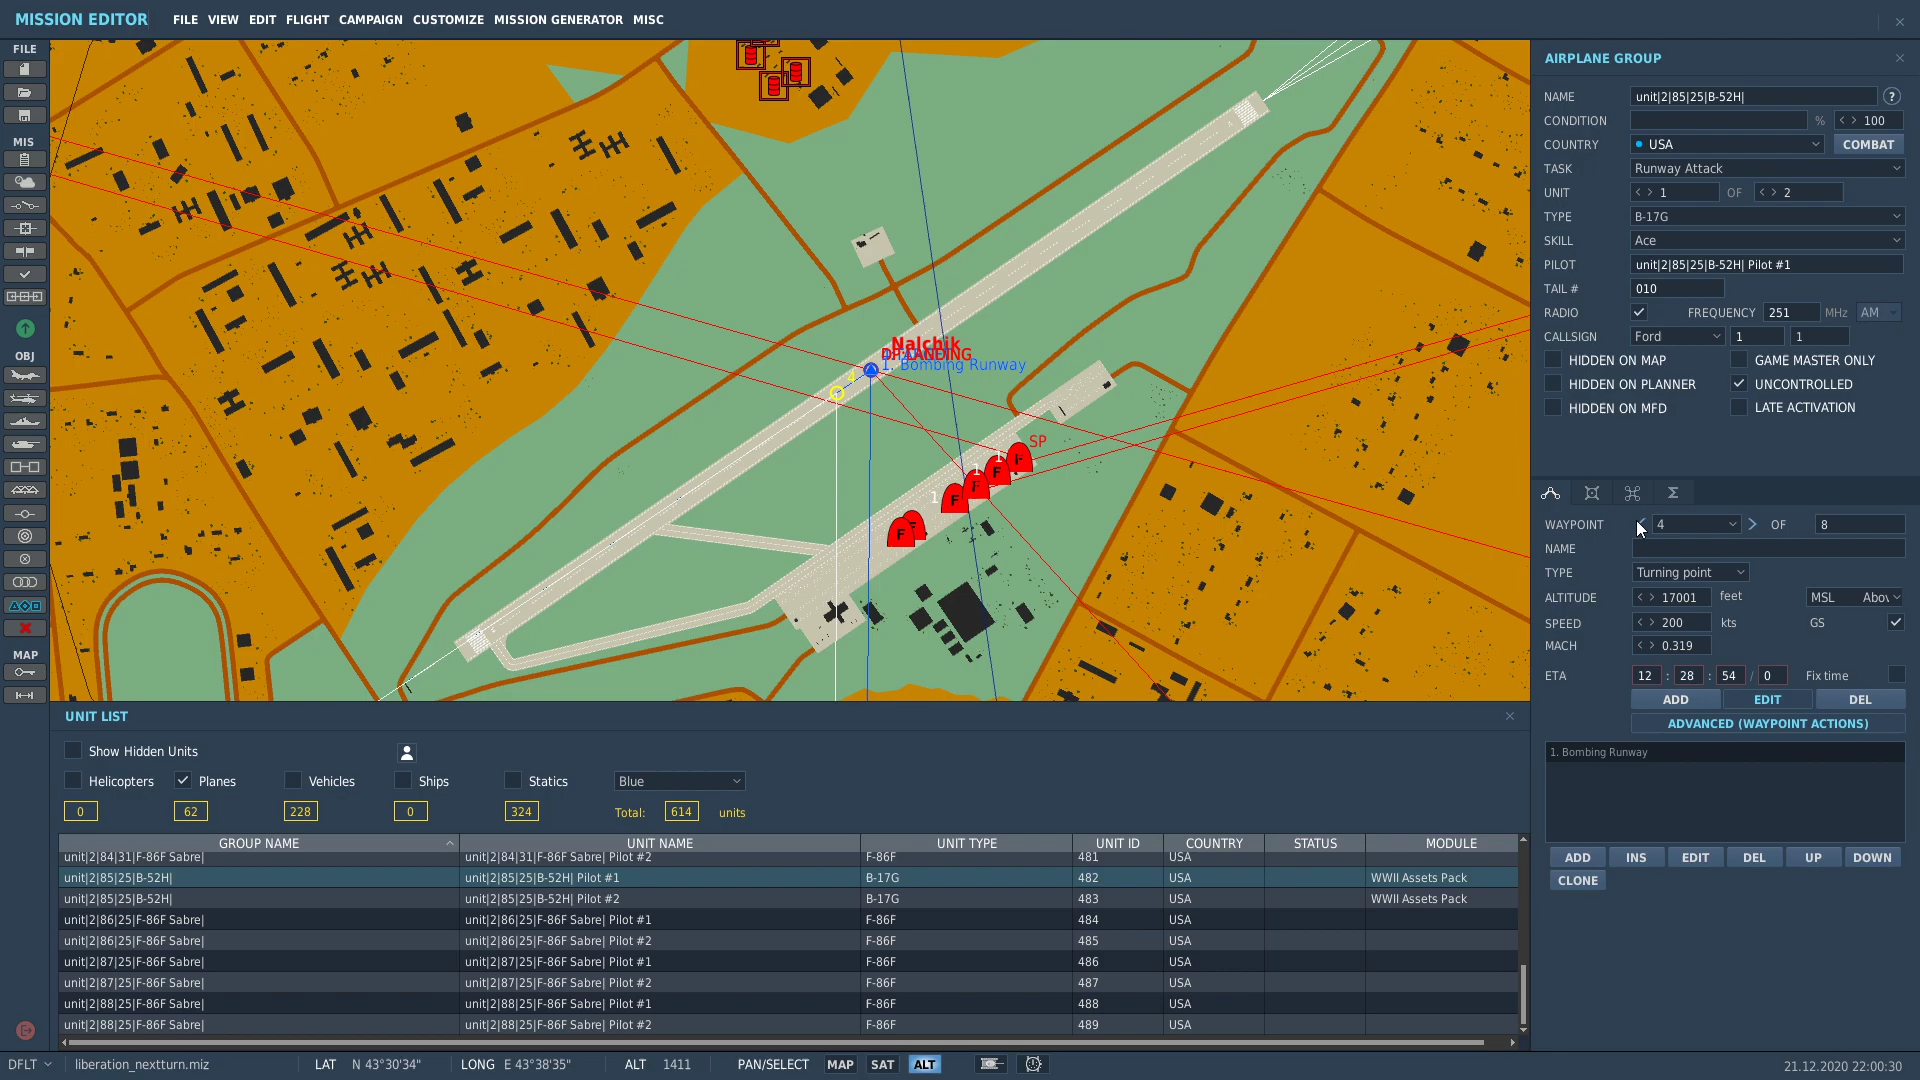 MISSION EDITOR FILE VIEW EDIT FLIGHT CAMPAIGN CUSTOMIZE MISSION GENERATOR MISC
FILE
MIS
OBJ
MAP
Nalchik
LANDING
1. Bombing Runway
4
SP
1
1
1
F
F
F
F
F
AIRPLANE GROUP
NAME unit|2|85|25|B-52H| ?
CONDITION % < > 100
COUNTRY USA COMBAT
TASK Runway Attack
UNIT < > 1 OF < > 2
TYPE B-17G
SKILL Ace
PILOT unit|2|85|25|B-52H| Pilot #1
TAIL # 010
RADIO FREQUENCY 251 MHz AM
CALLSIGN Ford 1 1
HIDDEN ON MAP GAME MASTER ONLY
HIDDEN ON PLANNER UNCONTROLLED
HIDDEN ON MFD LATE ACTIVATION
WAYPOINT 4 > OF 8
NAME
TYPE Turning point
ALTITUDE < > 17001 feet MSL Abov
SPEED < > 200 kts GS
MACH < > 0.319
ETA 12 : 28 : 54 / 0 Fix time
ADD EDIT DEL
ADVANCED (WAYPOINT ACTIONS)
1. Bombing Runway
ADD INS EDIT DEL UP DOWN
CLONE
UNIT LIST
Show Hidden Units
Helicopters Planes Vehicles Ships Statics Blue
0 62 228 0 324 Total: 614 units
GROUP NAME UNIT NAME UNIT TYPE UNIT ID COUNTRY STATUS MODULE
unit|2|84|31|F-86F Sabre| unit|2|84|31|F-86F Sabre| Pilot #2 F-86F 481 USA
unit|2|85|25|B-52H| unit|2|85|25|B-52H| Pilot #1 B-17G 482 USA WWII Assets Pack
unit|2|85|25|B-52H| unit|2|85|25|B-52H| Pilot #2 B-17G 483 USA WWII Assets Pack
unit|2|86|25|F-86F Sabre| unit|2|86|25|F-86F Sabre| Pilot #1 F-86F 484 USA
unit|2|86|25|F-86F Sabre| unit|2|86|25|F-86F Sabre| Pilot #2 F-86F 485 USA
unit|2|87|25|F-86F Sabre| unit|2|87|25|F-86F Sabre| Pilot #1 F-86F 486 USA
unit|2|87|25|F-86F Sabre| unit|2|87|25|F-86F Sabre| Pilot #2 F-86F 487 USA
unit|2|88|25|F-86F Sabre| unit|2|88|25|F-86F Sabre| Pilot #1 F-86F 488 USA
unit|2|88|25|F-86F Sabre| unit|2|88|25|F-86F Sabre| Pilot #2 F-86F 489 USA
DFLT liberation_nextturn.miz LAT N 43°30'34" LONG E 43°38'35" ALT 1411 PAN/SELECT MAP SAT ALT 21.12.2020 22:00:30